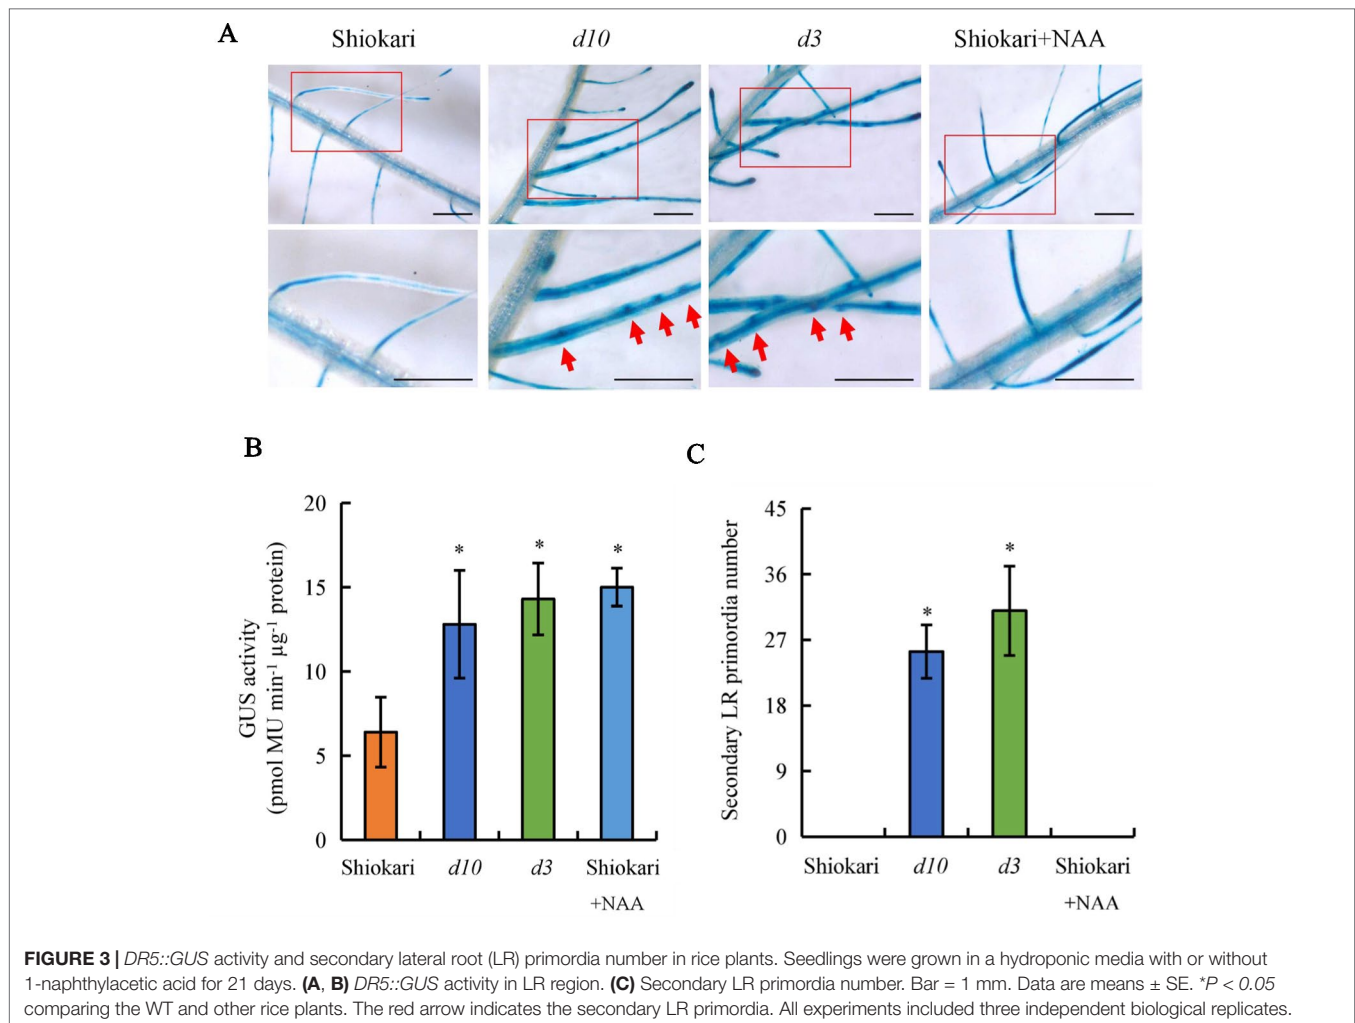 A
Shiokari
d10
d3
Shiokari+NAA
B
GUS activity
(pmol MU min⁻¹ µg⁻¹ protein)
20
15
10
5
0
*
*
*
Shiokari
d10
d3
Shiokari
+NAA
C
Secondary LR primordia number
45
36
27
18
9
0
*
*
Shiokari
d10
d3
Shiokari
+NAA
FIGURE 3 | DR5::GUS activity and secondary lateral root (LR) primordia number in rice plants. Seedlings were grown in a hydroponic media with or without
1-naphthylacetic acid for 21 days. (A, B) DR5::GUS activity in LR region. (C) Secondary LR primordia number. Bar = 1 mm. Data are means ± SE. *P < 0.05
comparing the WT and other rice plants. The red arrow indicates the secondary LR primordia. All experiments included three independent biological replicates.